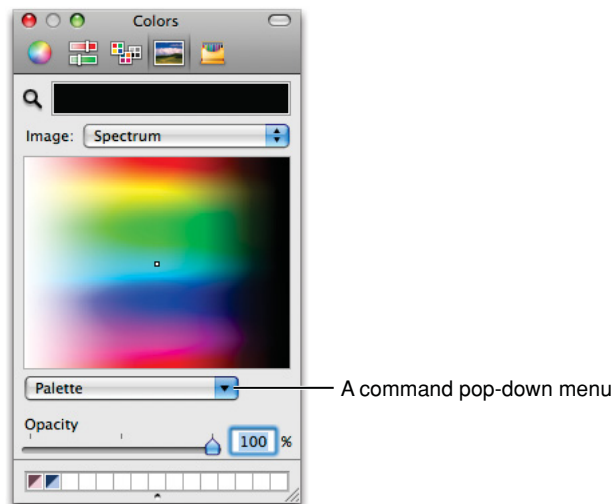 Colors
Image: Spectrum
Palette
A command pop-down menu
Opacity
100 %